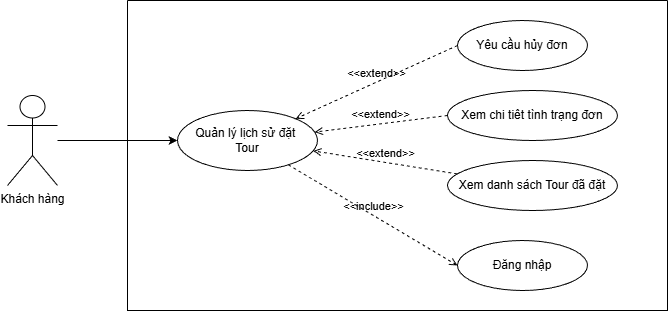 Yêu cầu hủy đơn
<<extend>>
<<extend>>
Xem chi tiết tình trạng đơn
Quản lý lịch sử đặt
Tour
<<extend>>
Xem danh sách Tour đã đặt
Khách hàng
<<include>>
Đăng nhập